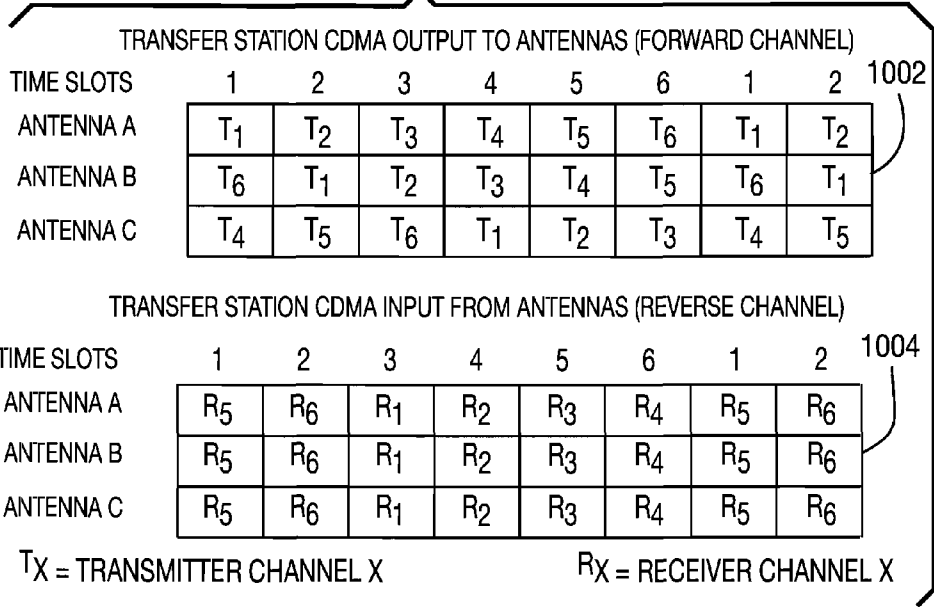 TRANSFER STATION CDMA OUTPUT TO ANTENNAS (FORWARD CHANNEL)
TIME SLOTS 1 2 3 4 5 6 1 2 1002
ANTENNA A T1 T2 T3 T4 T5 T6 T1 T2
ANTENNA B T6 T1 T2 T3 T4 T5 T6 T1
ANTENNA C T4 T5 T6 T1 T2 T3 T4 T5
TRANSFER STATION CDMA INPUT FROM ANTENNAS (REVERSE CHANNEL)
TIME SLOTS 1 2 3 4 5 6 1 2 1004
ANTENNA A R5 R6 R1 R2 R3 R4 R5 R6
ANTENNA B R5 R6 R1 R2 R3 R4 R5 R6
ANTENNA C R5 R6 R1 R2 R3 R4 R5 R6
TX = TRANSMITTER CHANNEL X RX = RECEIVER CHANNEL X